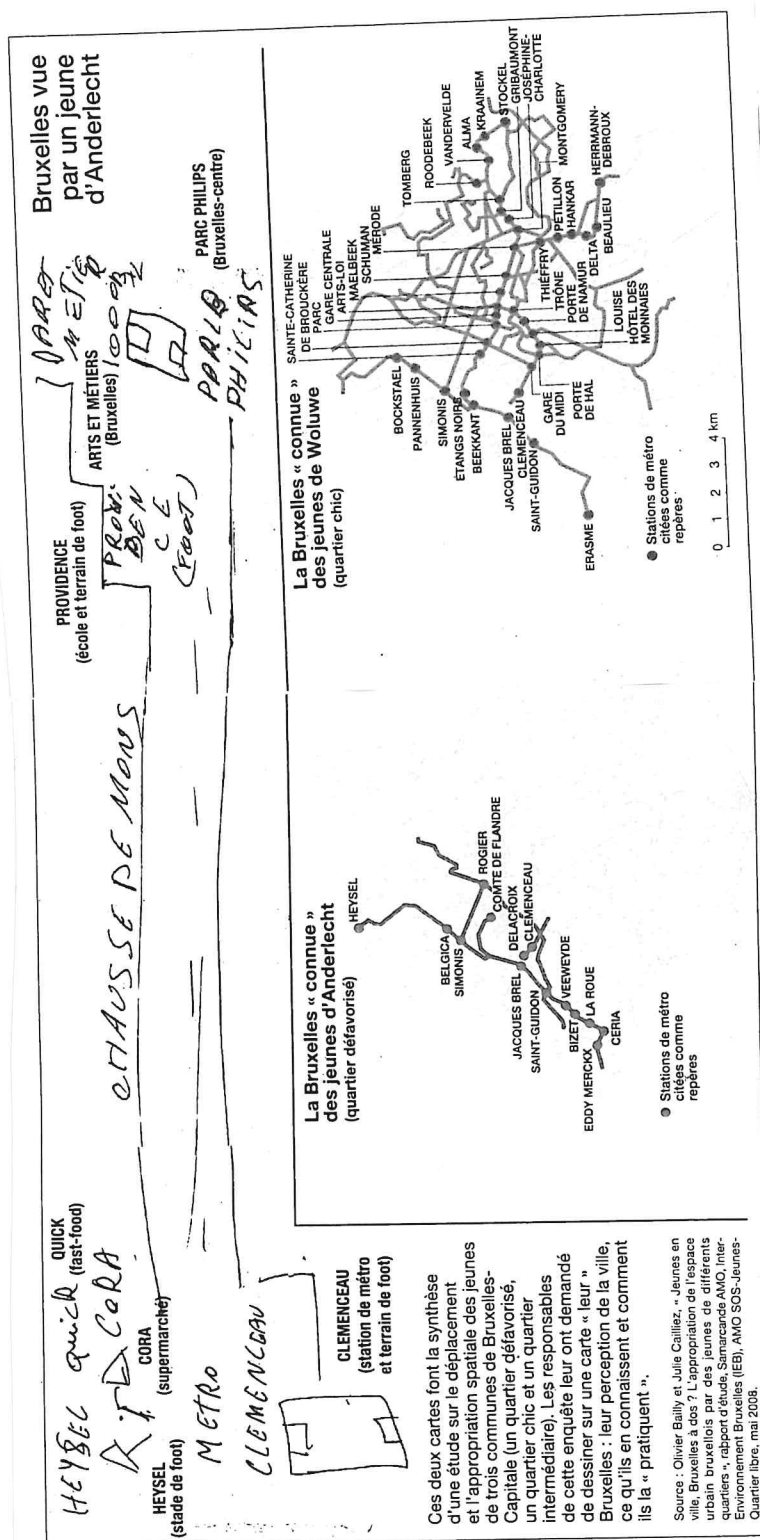 Bruxelles vue
par un jeune
d'Anderlecht
HEYSEL
QUICK
QUICK
(fast-food)
CORA
CORA
(supermarché)
HEYSEL
(stade de foot)
METRO
CLEMENCEAU
CLEMENCEAU
(station de métro
et terrain de foot)
CHAUSSE DE MONS
PROVIDENCE
(école et terrain de foot)
CE
(FOOT)
ARTS ET MÉTIERS
(Bruxelles)
METIE
PARC PHILIPS
(Bruxelles-centre)
Ces deux cartes font la synthèse
d'une étude sur le déplacement
et l'appropriation spatiale des jeunes
de trois communes de Bruxelles-
Capitale (un quartier défavorisé,
un quartier chic et un quartier
intermédiaire). Les responsables
de cette enquête leur ont demandé
de dessiner sur une carte « leur »
Bruxelles : leur perception de la ville,
ce qu'ils en connaissent et comment
ils la « pratiquent ».
Source : Olivier Bailly et Julie Cailliez, « Jeunes en
ville, Bruxelles à dos ? L'appropriation de l'espace
urbain bruxellois par des jeunes de différents
quartiers », rapport d'étude, Samarcande AMO, Inter-
Environnement Bruxelles (IEB), AMO SOS-Jeunes-
Quartier libre, mai 2008.
La Bruxelles « connue »
des jeunes d'Anderlecht
(quartier défavorisé)
HEYSEL
BELGICA
SIMONIS
ROGIER
COMTE DE FLANDRE
DELACROIX
CLEMENCEAU
JACQUES BREL
SAINT-GUIDON
VEEWEYDE
BIZET
LA ROUE
EDDY MERCKX
CERIA
Stations de métro
citées comme
repères
La Bruxelles « connue »
des jeunes de Woluwe
(quartier chic)
SAINTE-CATHERINE
DE BROUCKÈRE
PARC
GARE CENTRALE
ARTS-LOI
MAELBEEK
SCHUMAN
MÉRODE
TOMBERG
ROODEBEEK
VANDERVELDE
ALMA
KRAAINEM
STOCKEL
GRIBAUMONT
JOSÉPHINE-
CHARLOTTE
MONTGOMERY
BOCKSTAEL
PANNENHUIS
SIMONIS
ÉTANGS NOIRS
BEEKKANT
JACQUES BREL
CLEMENCEAU
SAINT-GUIDON
ERASME
GARE
DU MIDI
PORTE
DE HAL
THIEFFRY
TRÔNE
PORTE
DE NAMUR
LOUISE
HÔTEL DES
MONNAIES
PETILLON
HANKAR
DELTA
BEAULIEU
HERRMANN-
DEBROUX
Stations de métro
citées comme
repères
0 1 2 3 4 km